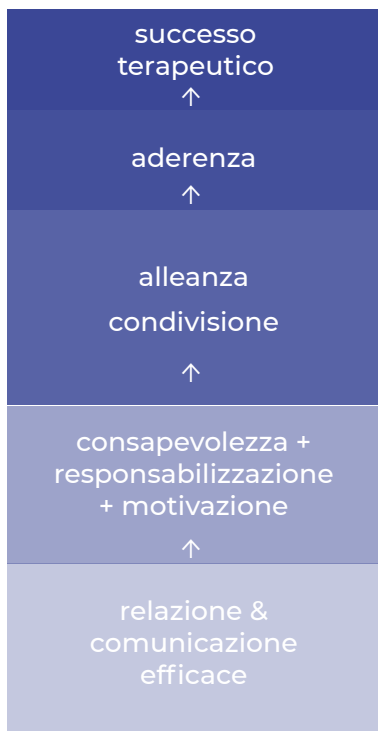 successo
terapeutico
↑
aderenza
↑
alleanza
condivisione
↑
consapevolezza +
responsabilizzazione
+ motivazione
↑
relazione &
comunicazione
efficace